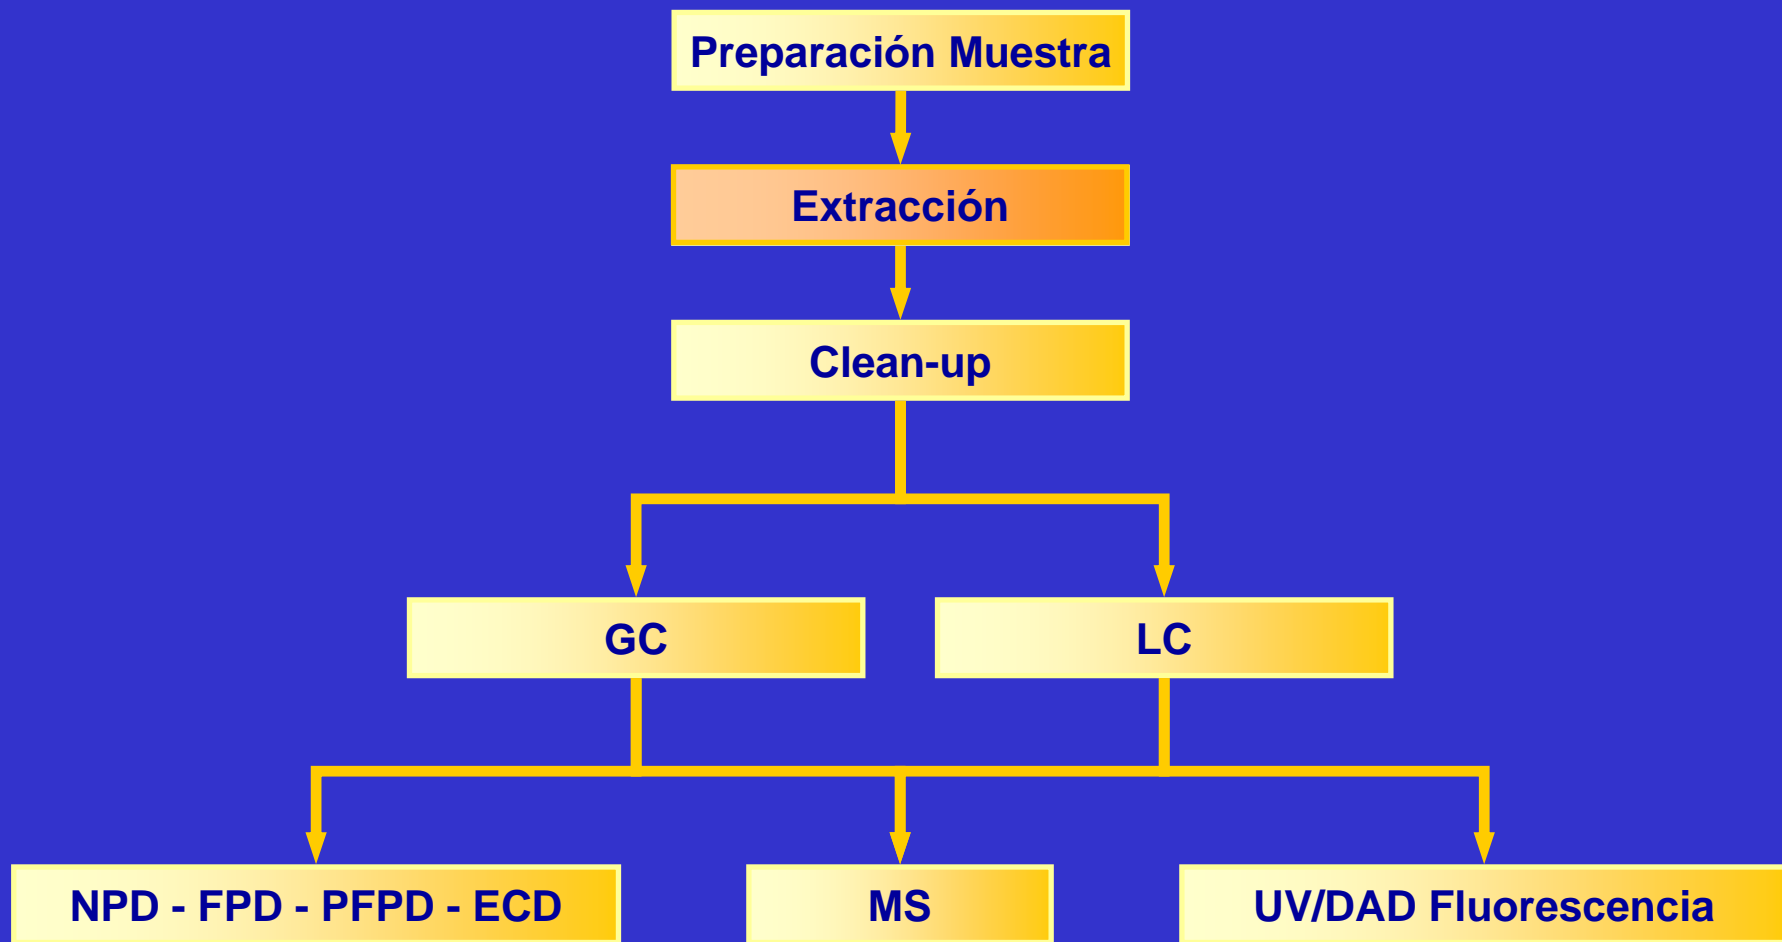 Preparación Muestra
Extracción
Clean-up
GC
LC
NPD - FPD - PFPD - ECD
MS
UV/DAD Fluorescencia